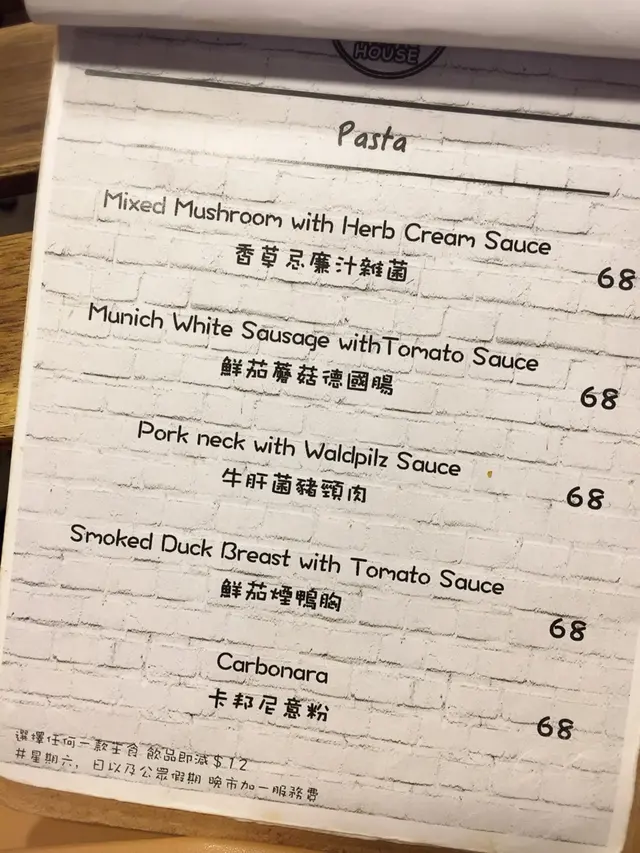 HOUSE
Pasta
Mixed Mushroom with Herb Cream Sauce
香草忌廉汁雜菌
68
Munich White Sausage withTomato Sauce
鮮茄蘑菇德國腸
68
Pork neck with Waldpilz Sauce
牛肝菌豬頸肉
68
Smoked Duck Breast with Tomato Sauce
鮮茄煙鴨胸
68
Carbonara
卡邦尼意粉
68
選擇任何一款主食 飲品即減$12
#星期六, 日以及公眾假期 晚市加一服務費